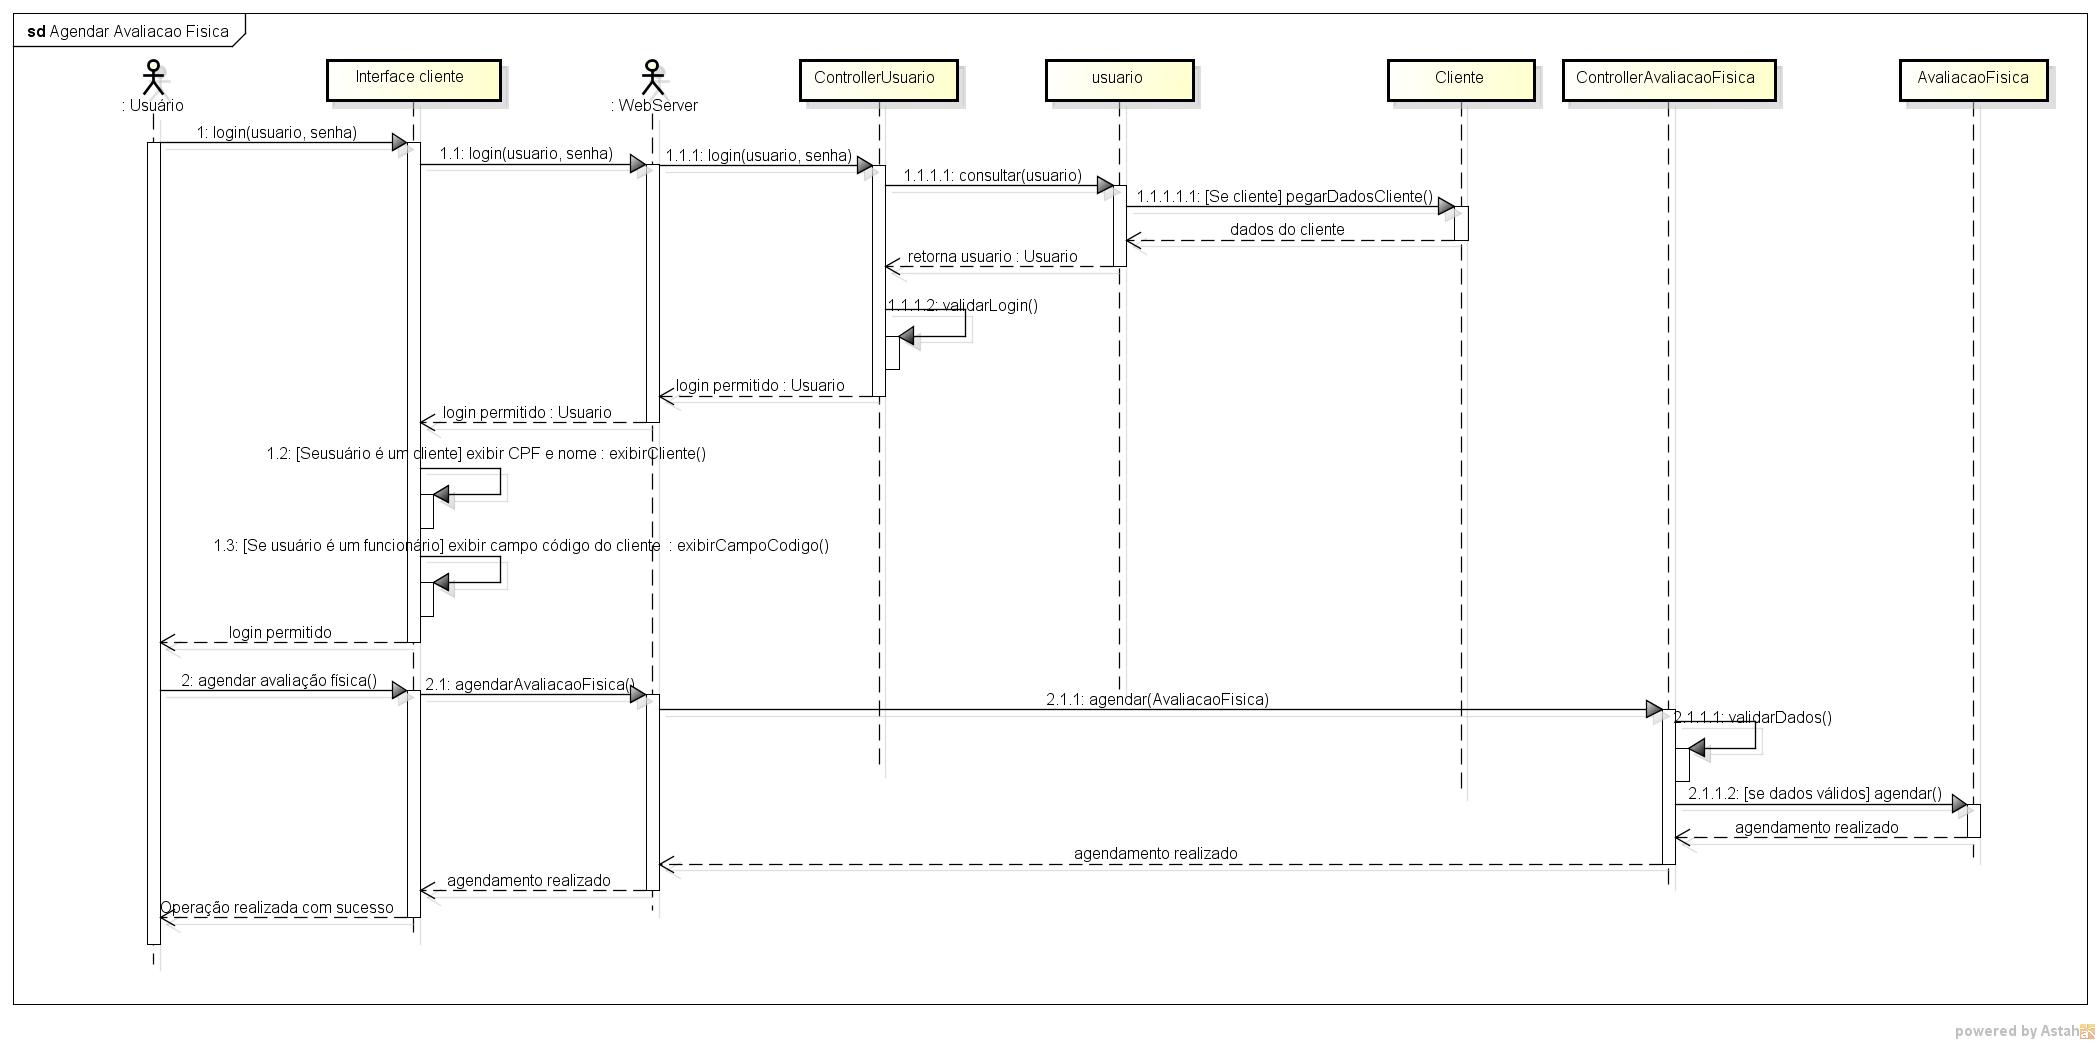 sd Agendar Avaliacao Fisica
: Usuário
Interface cliente
: WebServer
ControllerUsuario
usuario
Cliente
ControllerAvaliacaoFisica
AvaliacaoFisica
1: login(usuario, senha)
1.1: login(usuario, senha)
1.1.1: login(usuario, senha)
1.1.1.1: consultar(usuario)
1.1.1.1.1: [Se cliente] pegarDadosCliente()
dados do cliente
retorna usuario : Usuario
1.1.1.2: validarLogin()
login permitido : Usuario
login permitido : Usuario
1.2: [Seusuário é um cliente] exibir CPF e nome : exibirCliente()
1.3: [Se usuário é um funcionário] exibir campo código do cliente : exibirCampoCodigo()
login permitido
2: agendar avaliação física()
2.1: agendarAvaliacaoFisica()
2.1.1: agendar(AvaliacaoFisica)
2.1.1.1: validarDados()
2.1.1.2: [se dados válidos] agendar()
agendamento realizado
agendamento realizado
agendamento realizado
Operação realizada com sucesso
powered by Astah